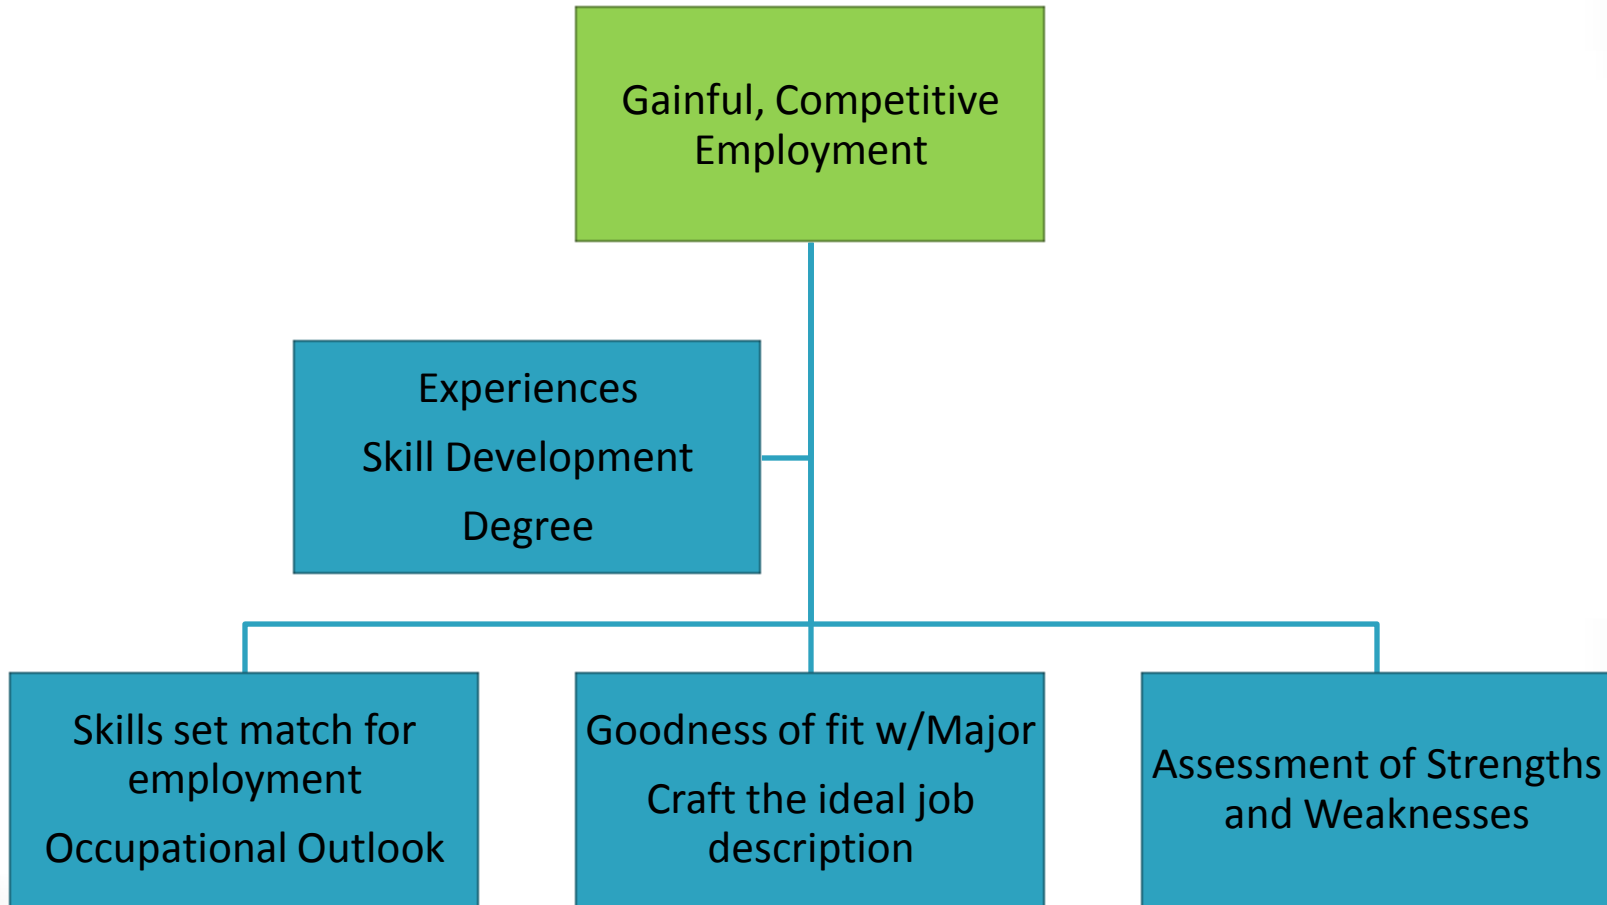 Gainful, Competitive
Employment
Experiences
Skill Development
Degree
Skills set match for
employment
Occupational Outlook
Goodness of fit w/Major
Craft the ideal job
description
Assessment of Strengths
and Weaknesses